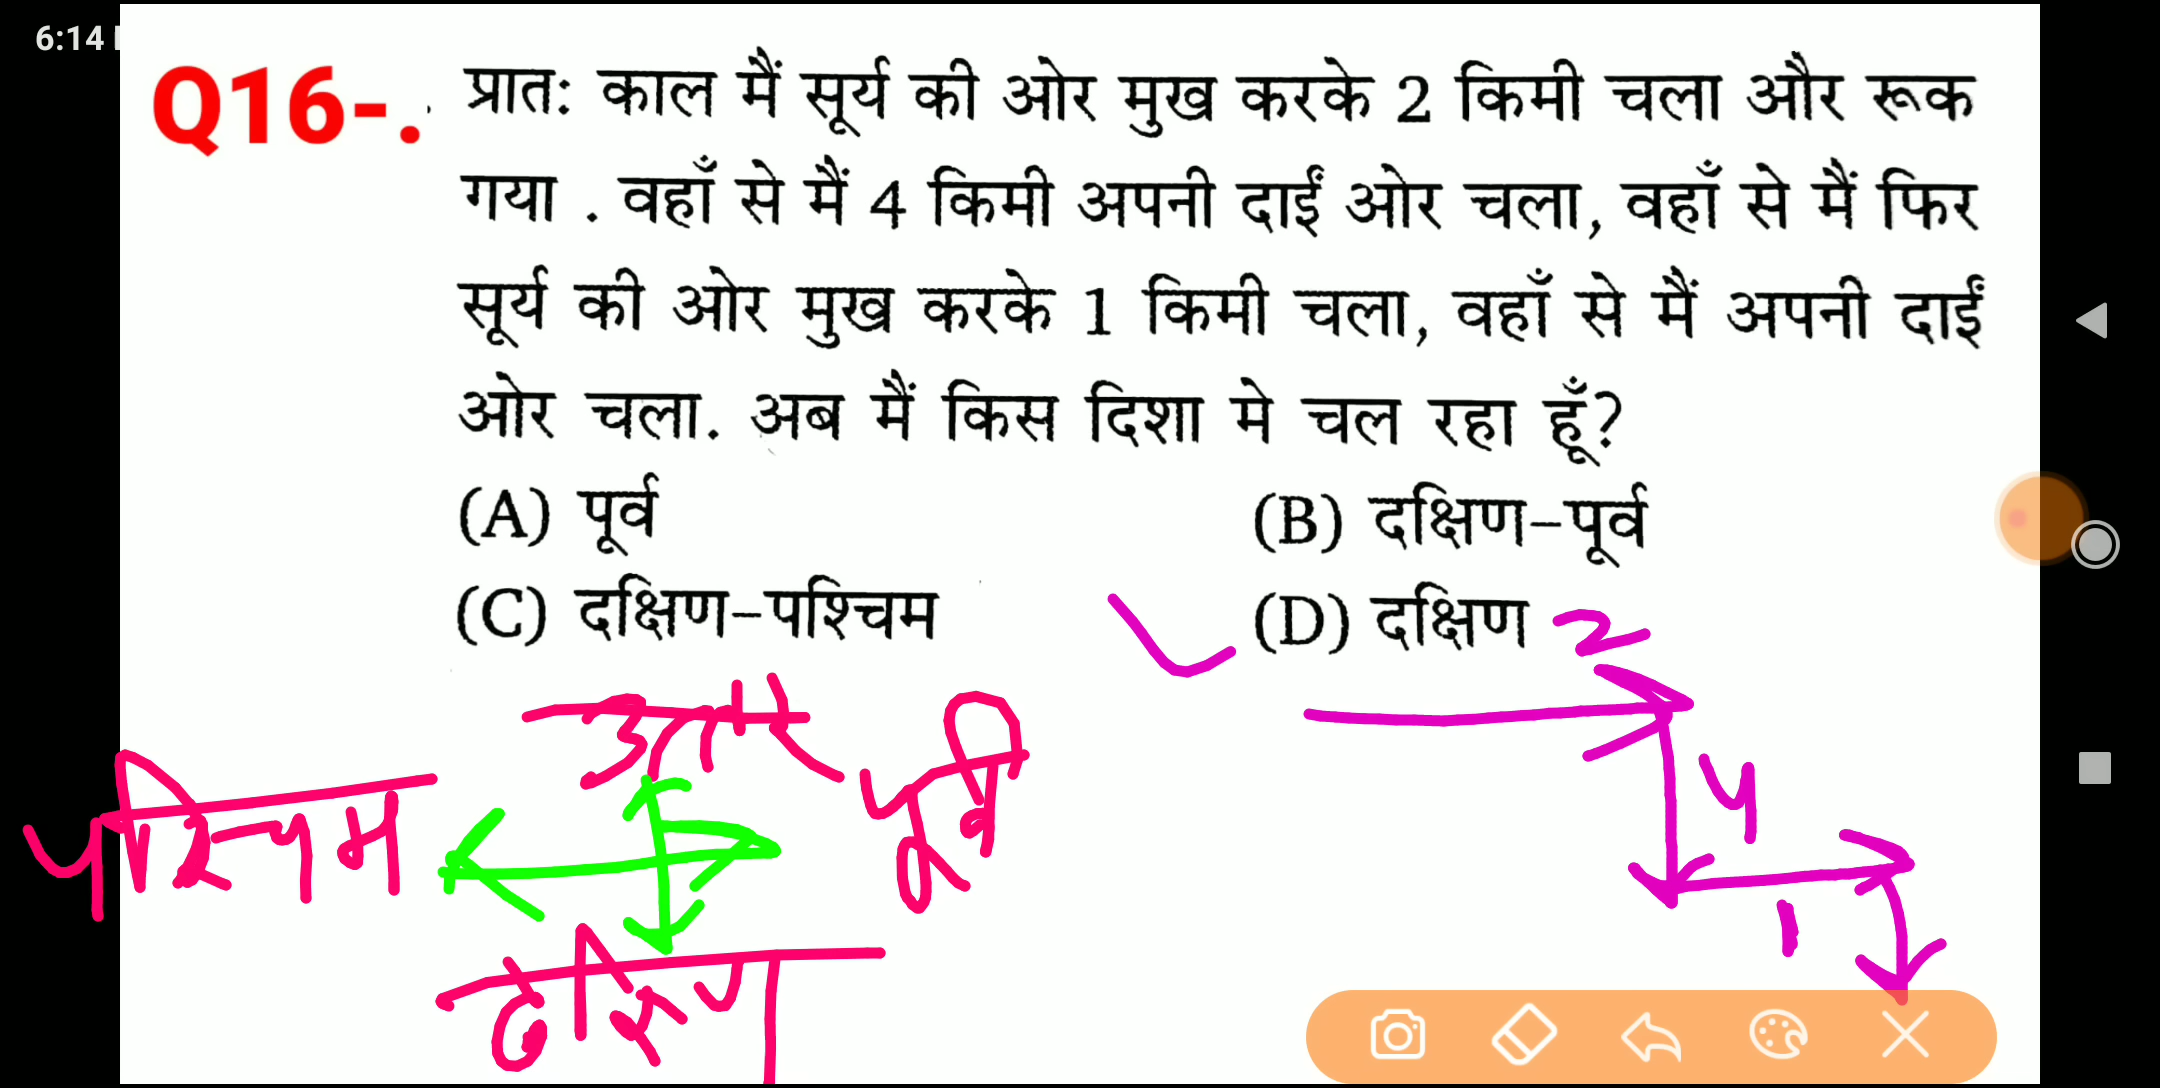 6:14
Q16-.
प्रातः काल मैं सूर्य की ओर मुख करके 2 किमी चला और रूक
गया . वहाँ से मैं 4 किमी अपनी दाईं ओर चला, वहाँ से मैं फिर
सूर्य की ओर मुख करके 1 किमी चला, वहाँ से मैं अपनी दाईं
ओर चला. अब मैं किस दिशा मे चल रहा हूँ?
(A) पूर्व (B) दक्षिण-पूर्व
(C) दक्षिण-पश्चिम (D) दक्षिण
2
उत्तर
पश्चिम पूर्व 4
1
दक्षिण